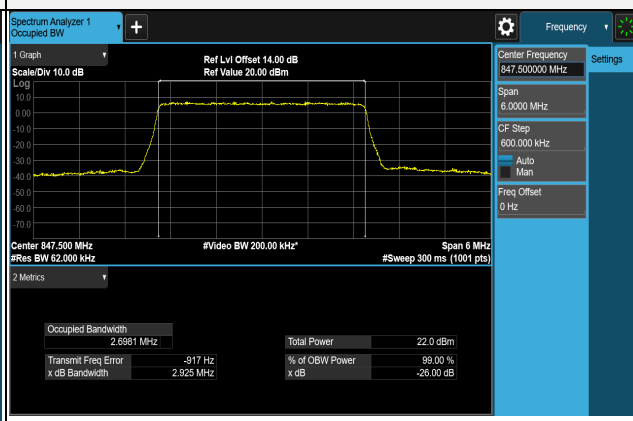 Spectrum Analyzer 1
Occupied BW
+
Frequency
1 Graph
Scale/Div 10.0 dB
Ref Lvl Offset 14.00 dB
Ref Value 20.00 dBm
Log
10.0
0.00
-10.0
-20.0
-30.0
-40.0
-50.0
-60.0
-70.0
Center 847.500 MHz
#Res BW 62.000 kHz
#Video BW 200.00 kHz*
Span 6 MHz
#Sweep 300 ms (1001 pts)
2 Metrics
Occupied Bandwidth
2.6981 MHz
Transmit Freq Error -917 Hz
x dB Bandwidth 2.925 MHz
Total Power 22.0 dBm
% of OBW Power 99.00 %
x dB -26.00 dB
Center Frequency
847.500000 MHz
Span
6.0000 MHz
CF Step
600.000 kHz
Auto
Man
Freq Offset
0 Hz
Settings